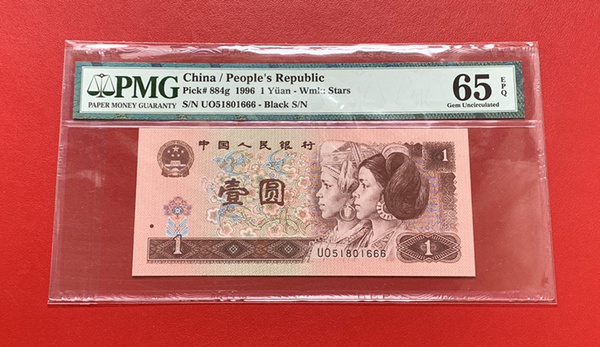 PMG
PAPER MONEY GUARANTY
China / People's Republic
Pick# 884g 1996 1 Yüan - Wmk: Stars
S/N UO51801666 - Black S/N
65 EPQ
Gem Uncirculated
中国人民银行
壹圆
1
1
1
UO51801666